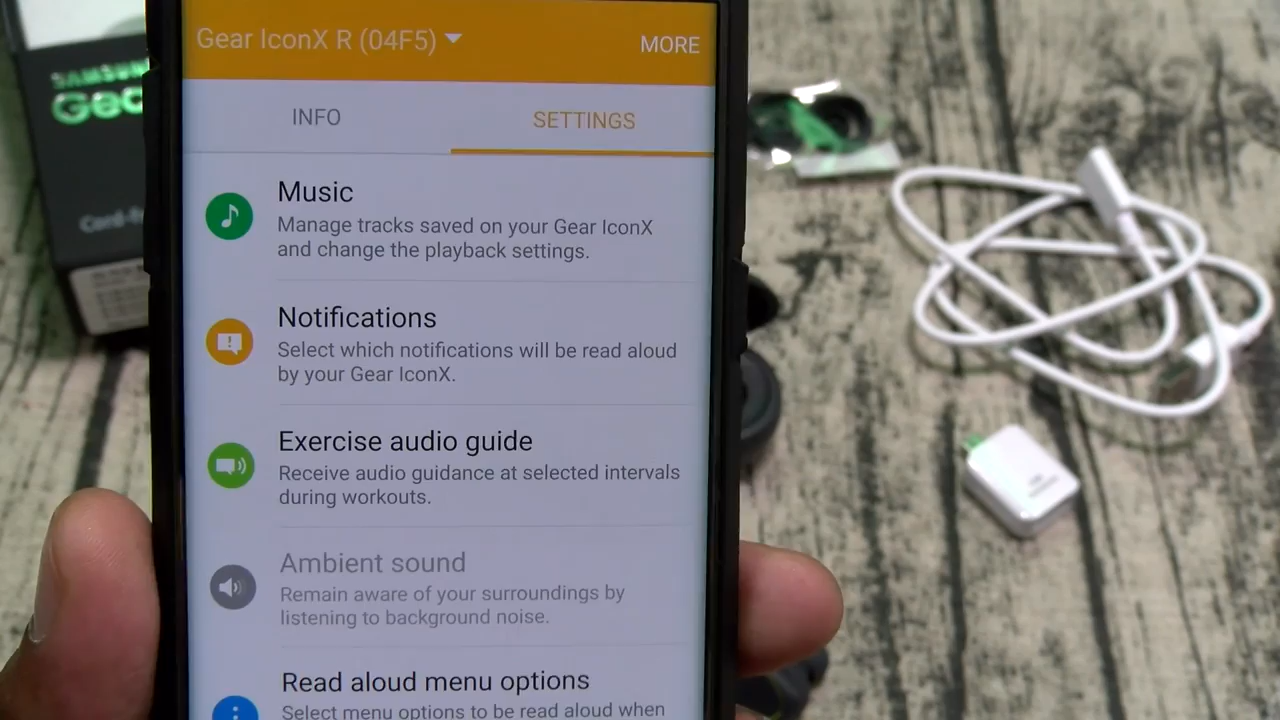 Gear IconX R (04F5)
MORE
INFO
SETTINGS
Music
Manage tracks saved on your Gear IconX
and change the playback settings.
Notifications
Select which notifications will be read aloud
by your Gear IconX.
Exercise audio guide
Receive audio guidance at selected intervals
during workouts.
Ambient sound
Remain aware of your surroundings by
listening to background noise.
Read aloud menu options
Select menu options to be read aloud when